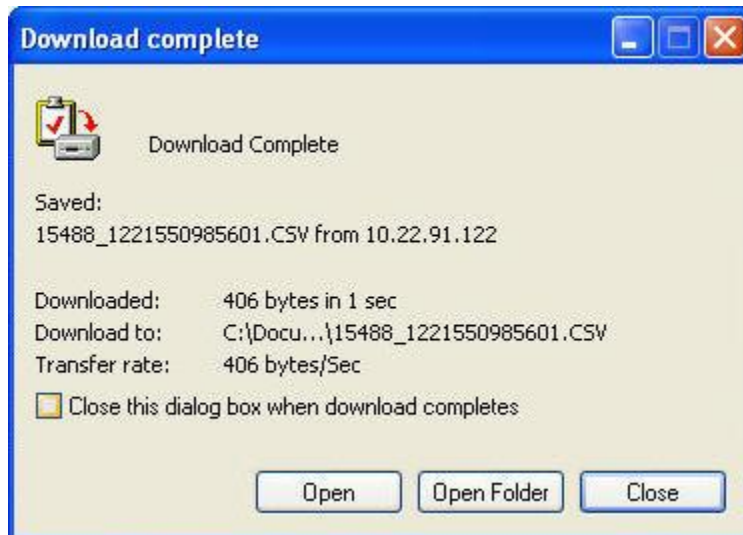 Download complete
Download Complete
Saved:
15488_1221550985601.CSV from 10.22.91.122
Downloaded: 406 bytes in 1 sec
Download to: C:\Docu...\15488_1221550985601.CSV
Transfer rate: 406 bytes/Sec
Close this dialog box when download completes
Open Open Folder Close